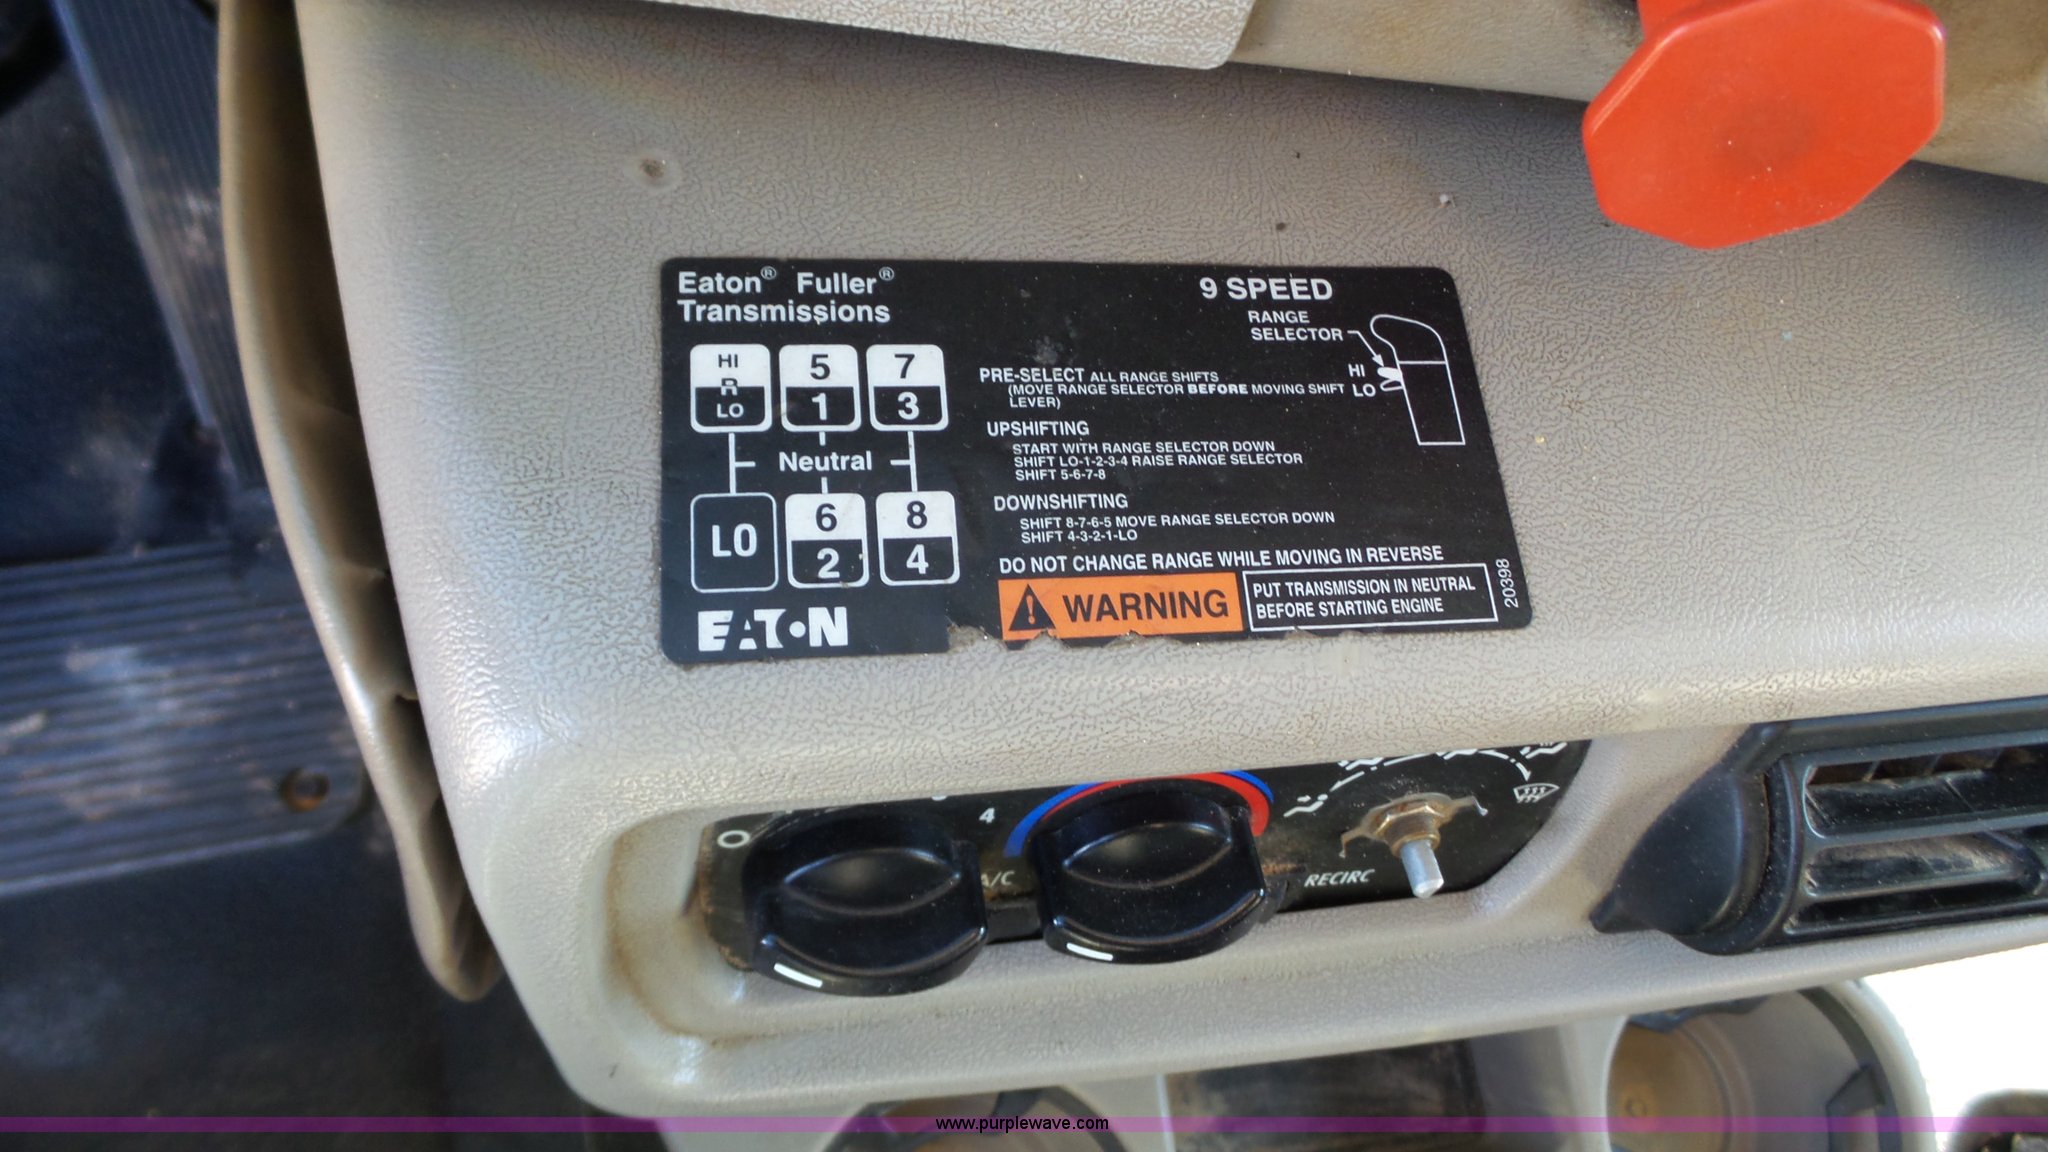 Eaton® Fuller®
Transmissions
9 SPEED
RANGE
SELECTOR
HI
LO
HI
R
LO
5
1
7
3
Neutral
LO
6
2
8
4
PRE-SELECT ALL RANGE SHIFTS
(MOVE RANGE SELECTOR BEFORE MOVING SHIFT
LEVER)
UPSHIFTING
START WITH RANGE SELECTOR DOWN
SHIFT LO-1-2-3-4 RAISE RANGE SELECTOR
SHIFT 5-6-7-8
DOWNSHIFTING
SHIFT 8-7-6-5 MOVE RANGE SELECTOR DOWN
SHIFT 4-3-2-1-LO
DO NOT CHANGE RANGE WHILE MOVING IN REVERSE
WARNING
PUT TRANSMISSION IN NEUTRAL
BEFORE STARTING ENGINE
20398
EATON
4
A/C
RECIRC
www.purplewave.com